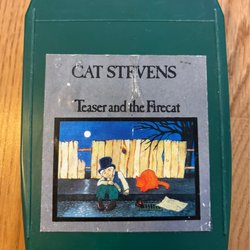 CAT STEVENS
Teaser and the Firecat